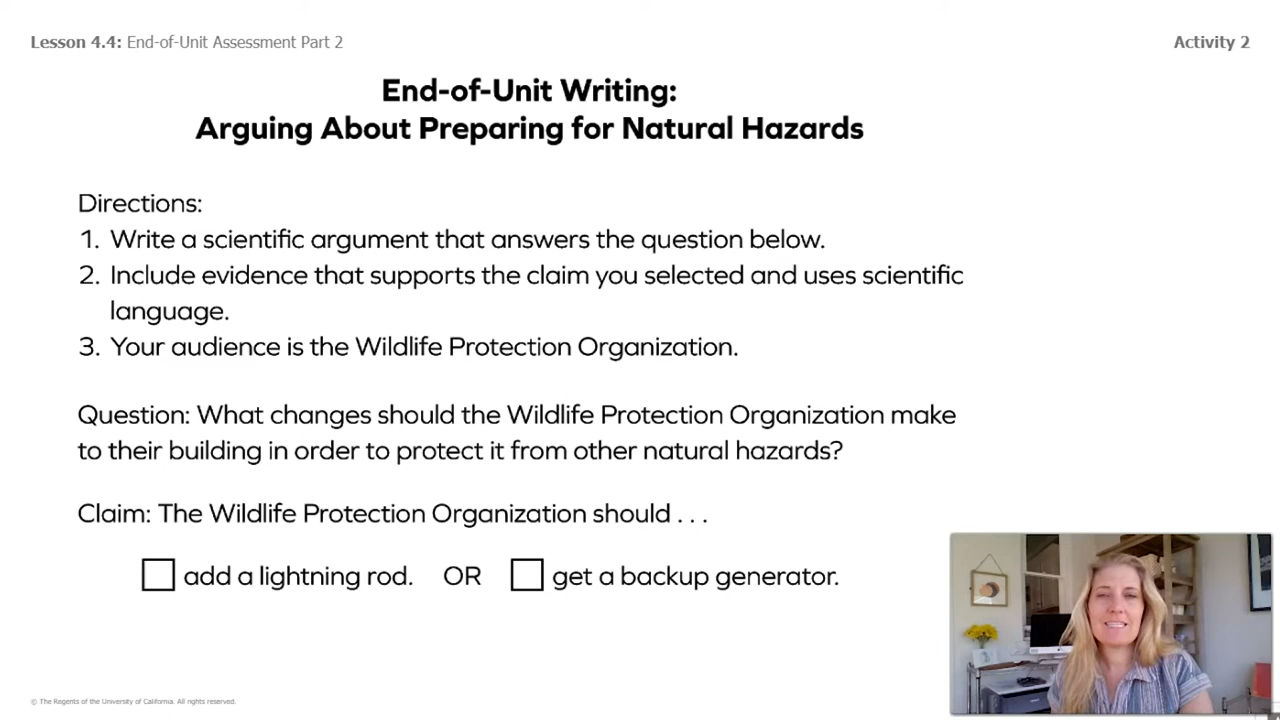 Lesson 4.4: End-of-Unit Assessment Part 2
Activity 2
End-of-Unit Writing:
Arguing About Preparing for Natural Hazards
Directions:
1. Write a scientific argument that answers the question below.
2. Include evidence that supports the claim you selected and uses scientific
language.
3. Your audience is the Wildlife Protection Organization.
Question: What changes should the Wildlife Protection Organization make
to their building in order to protect it from other natural hazards?
Claim: The Wildlife Protection Organization should . . .
add a lightning rod. OR get a backup generator.
© The Regents of the University of California. All rights reserved.